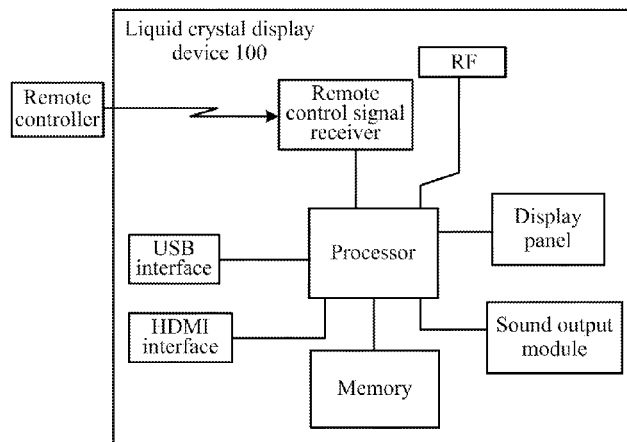 Liquid crystal display
device 100
RF
Remote
controller
Remote
control signal
receiver
Display
panel
Processor
USB
interface
HDMI
interface
Sound output
module
Memory